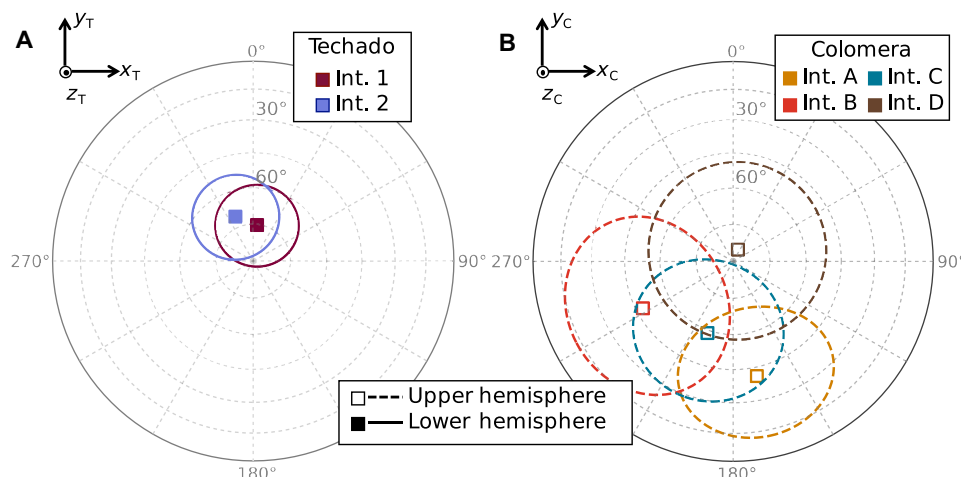 A
y_T
x_T
z_T
Techado
Int. 1
Int. 2
0°
30°
60°
90°
180°
270°
B
y_C
x_C
z_C
Colomera
Int. A
Int. C
Int. B
Int. D
0°
60°
90°
180°
270°
Upper hemisphere
Lower hemisphere